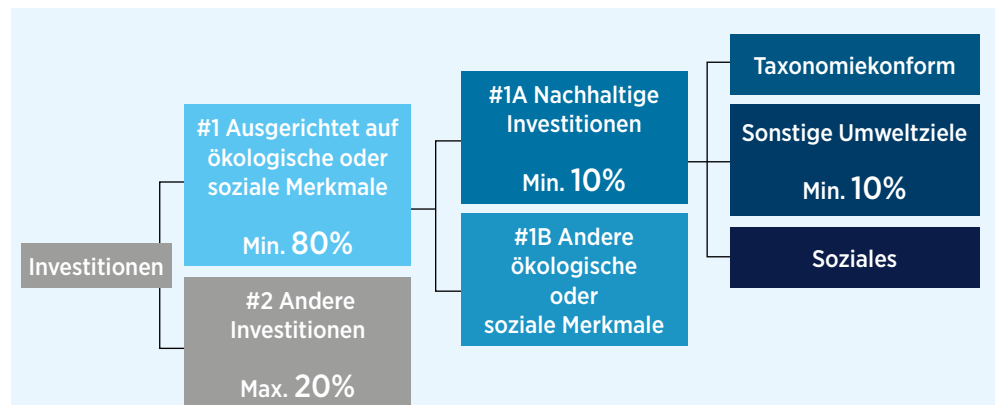 Investitionen
#1 Ausgerichtet auf
ökologische oder
soziale Merkmale
Min. 80%
#2 Andere
Investitionen
Max. 20%
#1A Nachhaltige
Investitionen
Min. 10%
#1B Andere
ökologische
oder
soziale Merkmale
Taxonomiekonform
Sonstige Umweltziele
Min. 10%
Soziales